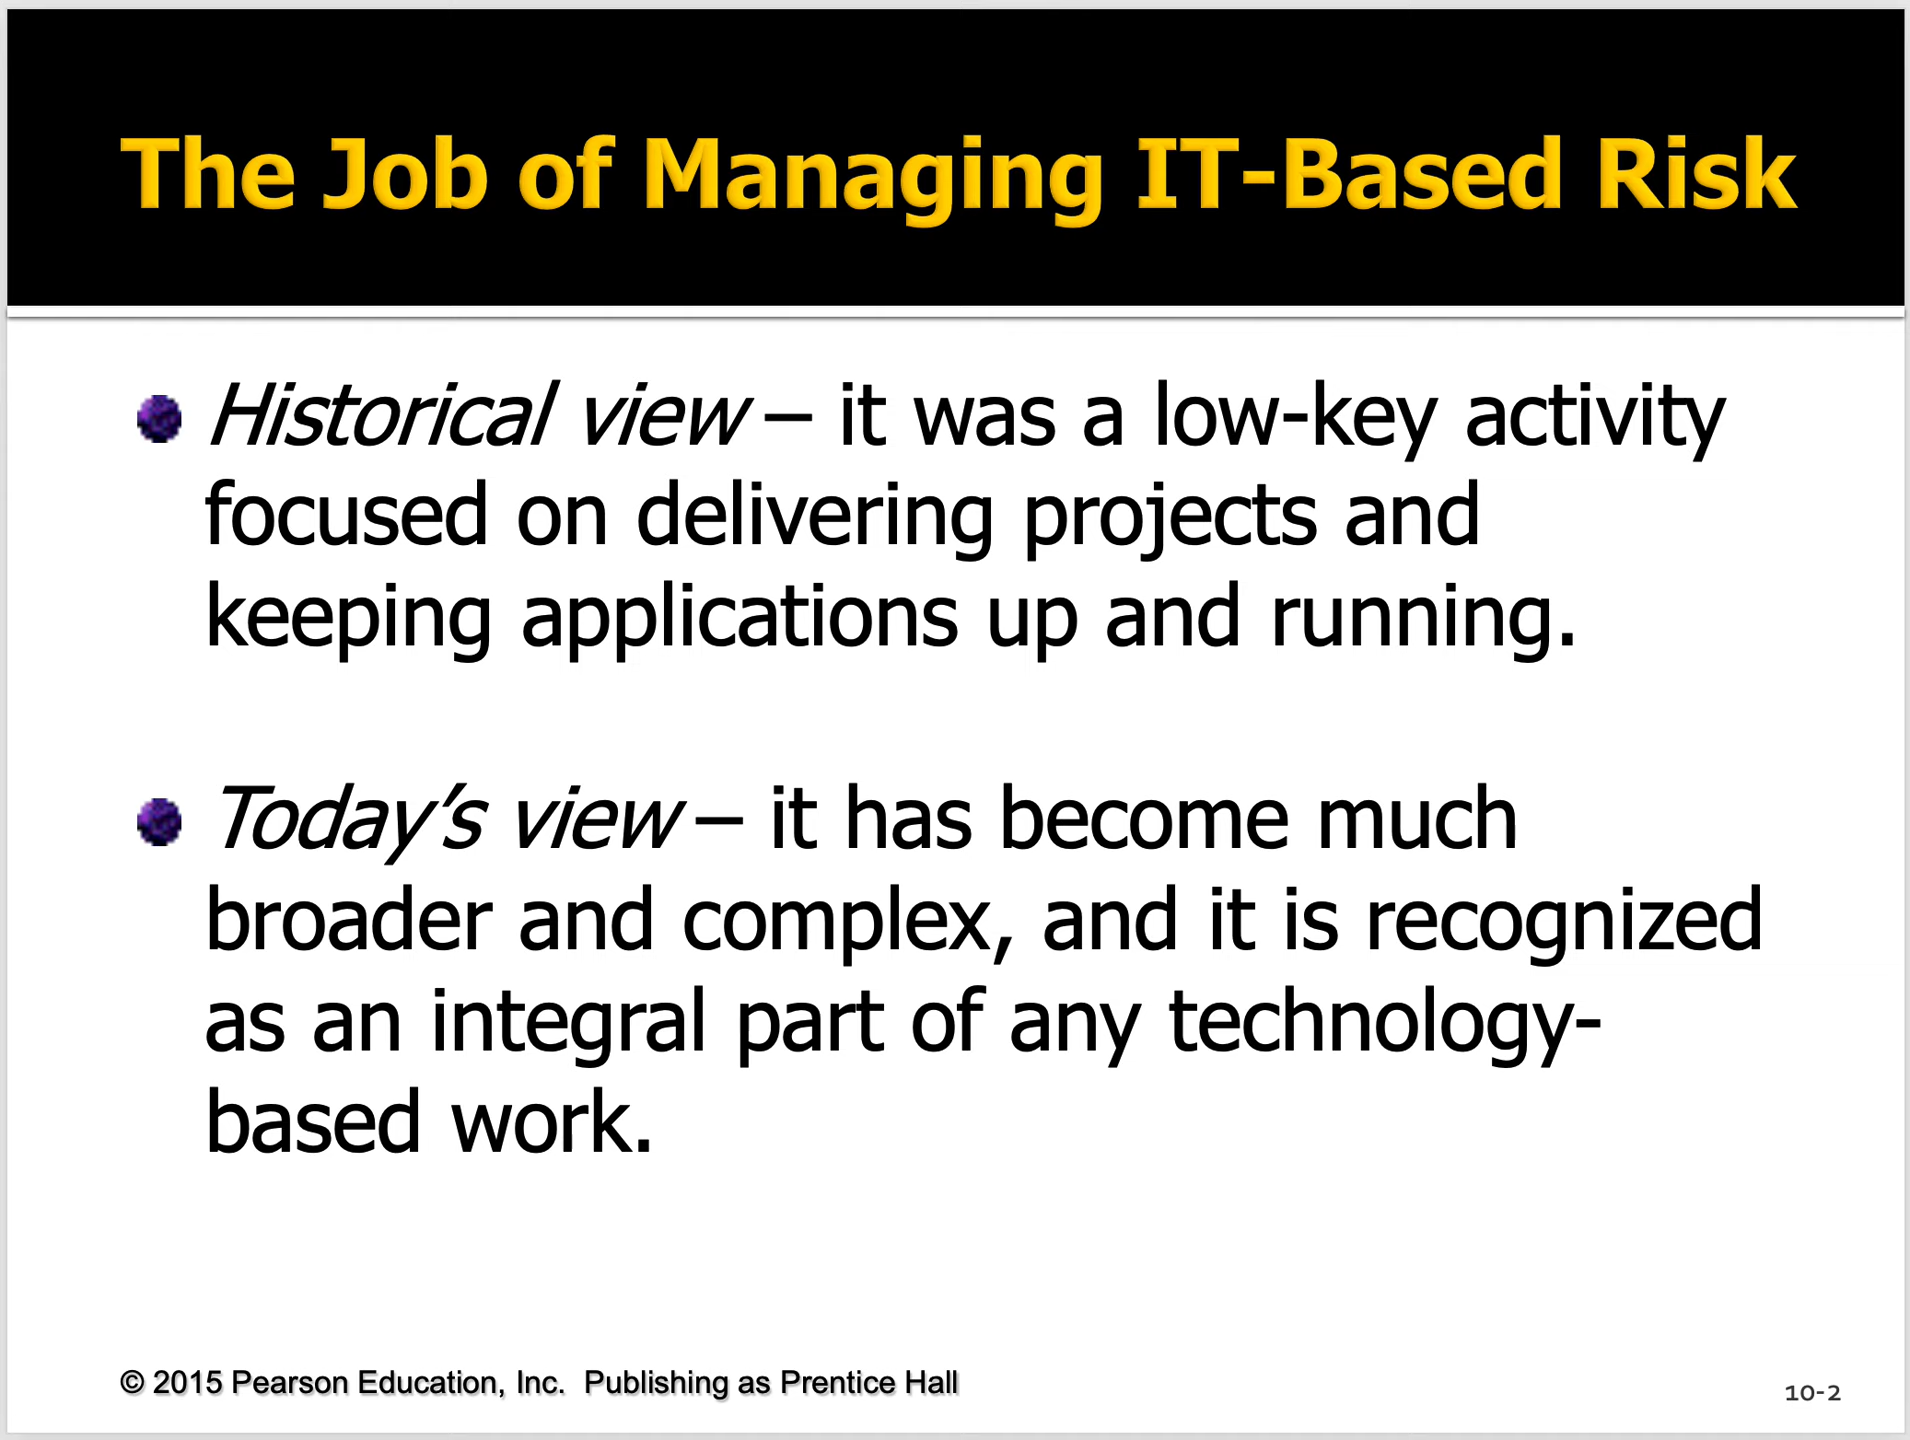 The Job of Managing IT-Based Risk
Historical view – it was a low-key activity
focused on delivering projects and
keeping applications up and running.
Today’s view – it has become much
broader and complex, and it is recognized
as an integral part of any technology-
based work.
© 2015 Pearson Education, Inc.  Publishing as Prentice Hall
10-2